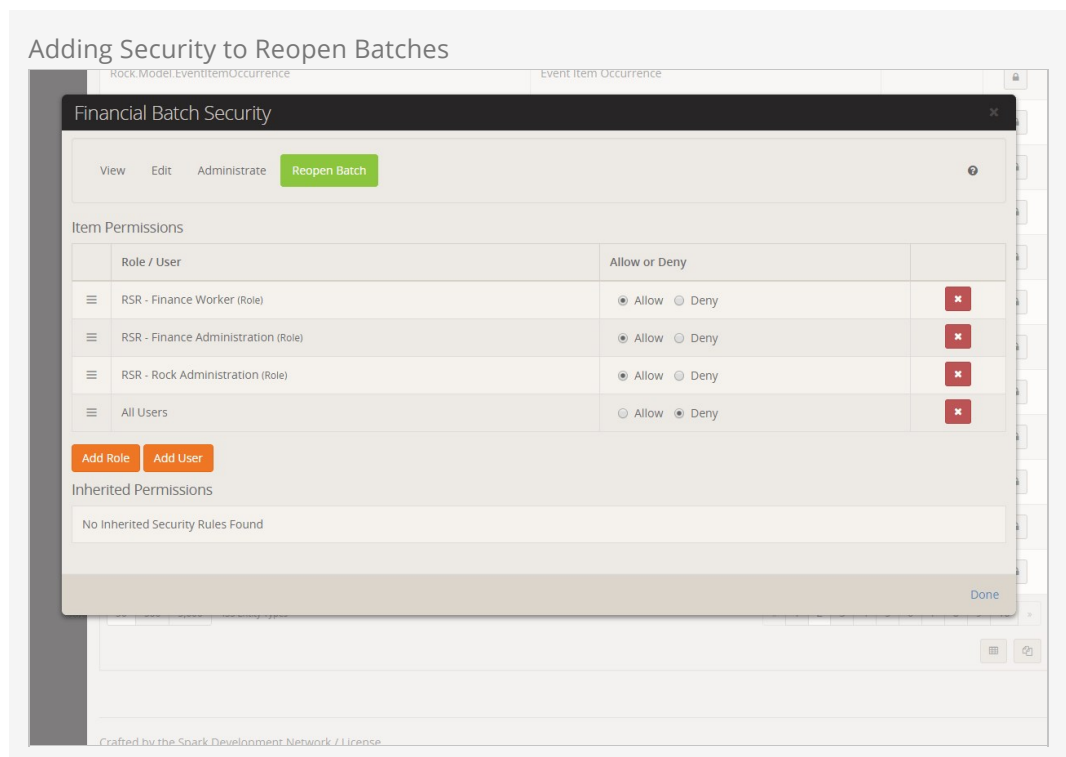 Adding Security to Reopen Batches
Rock.Model.EventItemOccurrence Event Item Occurrence
Financial Batch Security
View Edit Administrate Reopen Batch
Item Permissions
Role / User Allow or Deny
RSR - Finance Worker (Role) Allow Deny
RSR - Finance Administration (Role) Allow Deny
RSR - Rock Administration (Role) Allow Deny
All Users Allow Deny
Add Role Add User
Inherited Permissions
No Inherited Security Rules Found
Done
Crafted by the Spark Development Network / License